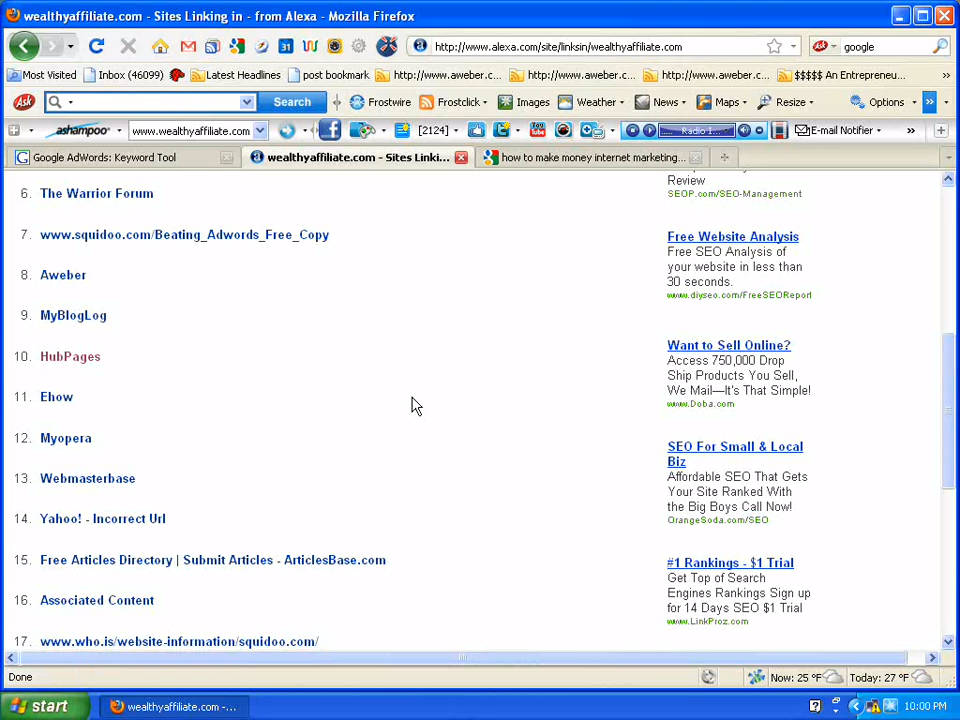 wealthyaffiliate.com - Sites Linking in - from Alexa - Mozilla Firefox
http://www.alexa.com/site/linksin/wealthyaffiliate.com
google
Most Visited Inbox (46099) Latest Headlines post bookmark http://www.aweber.c... http://www.aweber.c... http://www.aweber.c... $$$$$ An Entrepreneu... »
Ask Search Frostwire Frostclick Images Weather News Maps Resize Options »
ashampoo www.wealthyaffiliate.com [2124] Radio 1... E-mail Notifier »
Google AdWords: Keyword Tool wealthyaffiliate.com - Sites Linki... how to make money internet marketing...
6. The Warrior Forum
7. www.squidoo.com/Beating_Adwords_Free_Copy
8. Aweber
9. MyBlogLog
10. HubPages
11. Ehow
12. Myopera
13. Webmasterbase
14. Yahoo! - Incorrect Url
15. Free Articles Directory | Submit Articles - ArticlesBase.com
16. Associated Content
17. www.who.is/website-information/squidoo.com/
Review
SEOP.com/SEO-Management
Free Website Analysis
Free SEO Analysis of
your website in less than
30 seconds.
www.diyseo.com/FreeSEOReport
Want to Sell Online?
Access 750,000 Drop
Ship Products You Sell,
We Mail—It's That Simple!
www.Doba.com
SEO For Small & Local
Biz
Affordable SEO That Gets
Your Site Ranked With
the Big Boys Call Now!
OrangeSoda.com/SEO
#1 Rankings - $1 Trial
Get Top of Search
Engines Rankings Sign up
for 14 Days SEO $1 Trial
www.LinkProz.com
Done Now: 25 °F Today: 27 °F
start wealthyaffiliate.com -... 10:00 PM